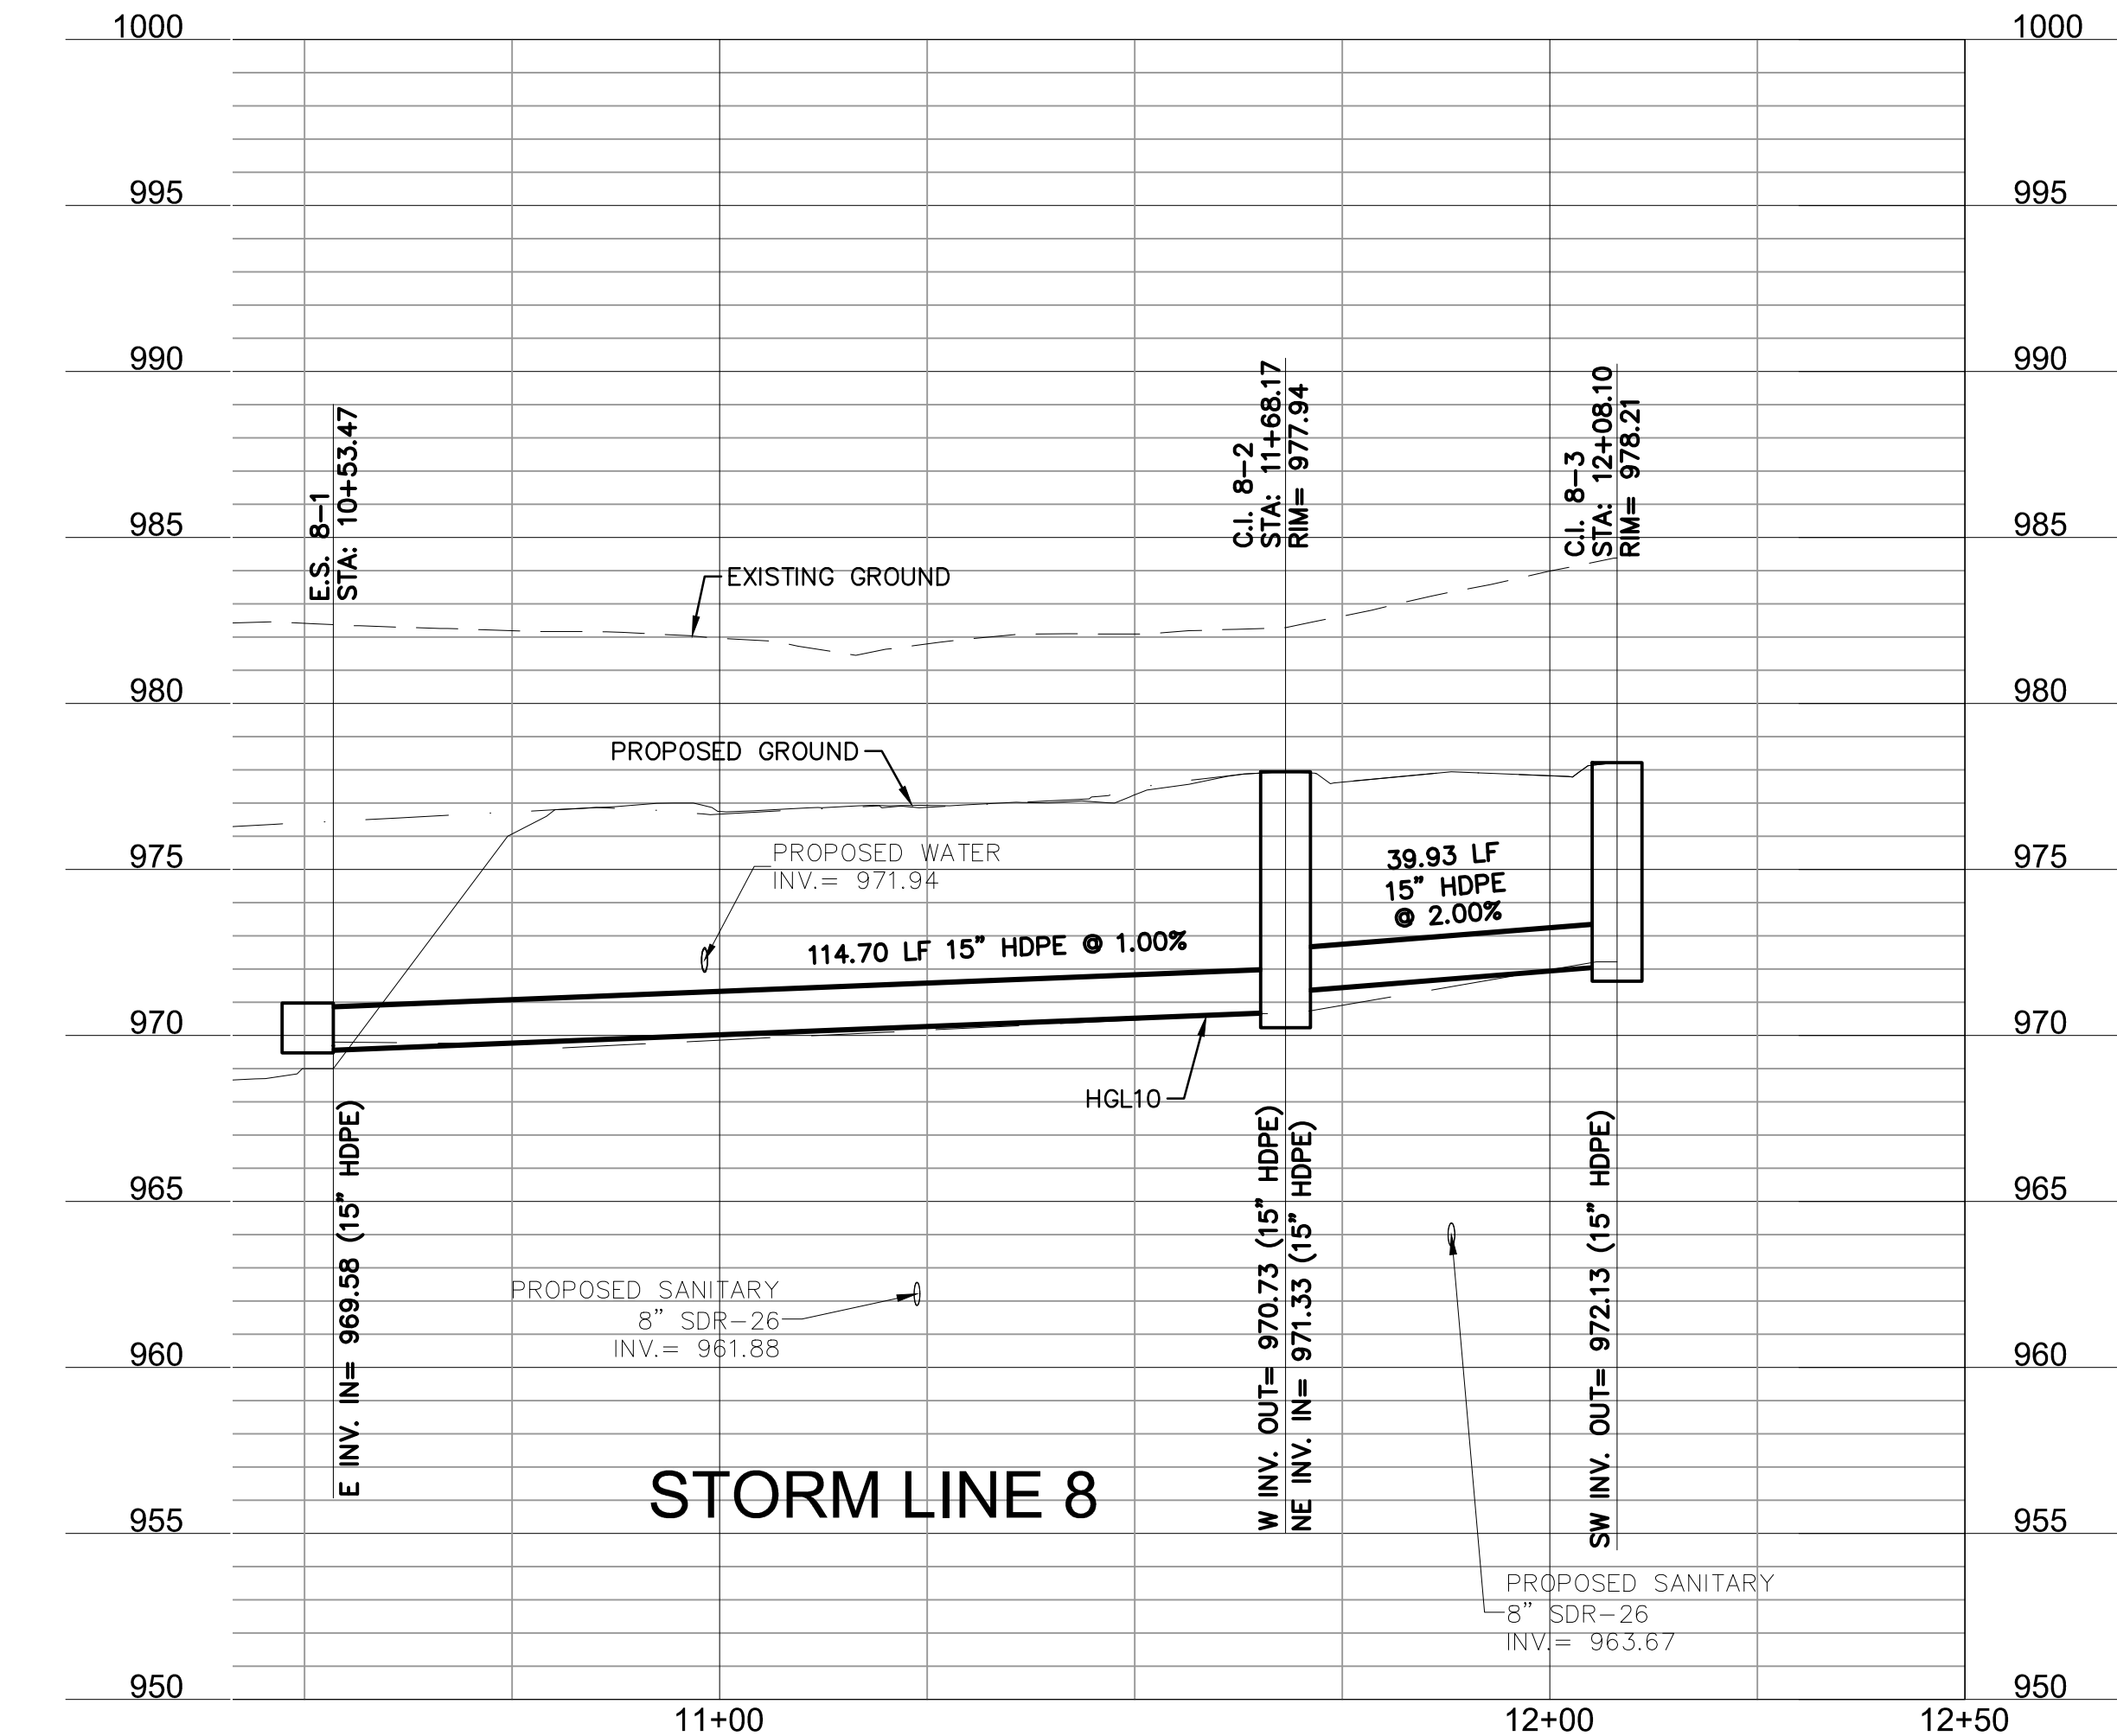 1000
1000
995
995
990
990
985
985
980
980
975
975
970
970
965
965
960
960
955
955
950
950
E.S. 8-1
STA: 10+53.47
C.I. 8-2
STA: 11+68.17
RIM= 977.94
C.I. 8-3
STA: 12+08.10
RIM= 978.21
EXISTING GROUND
PROPOSED GROUND
PROPOSED WATER
INV.= 971.94
39.93 LF
15" HDPE
@ 2.00%
114.70 LF 15" HDPE @ 1.00%
HGL10
E INV. IN= 969.58 (15" HDPE)
W INV. OUT= 970.73 (15" HDPE)
NE INV. IN= 971.33 (15" HDPE)
SW INV. OUT= 972.13 (15" HDPE)
PROPOSED SANITARY
8" SDR-26
INV.= 961.88
STORM LINE 8
PROPOSED SANITARY
8" SDR-26
INV.= 963.67
11+00
12+00
12+50